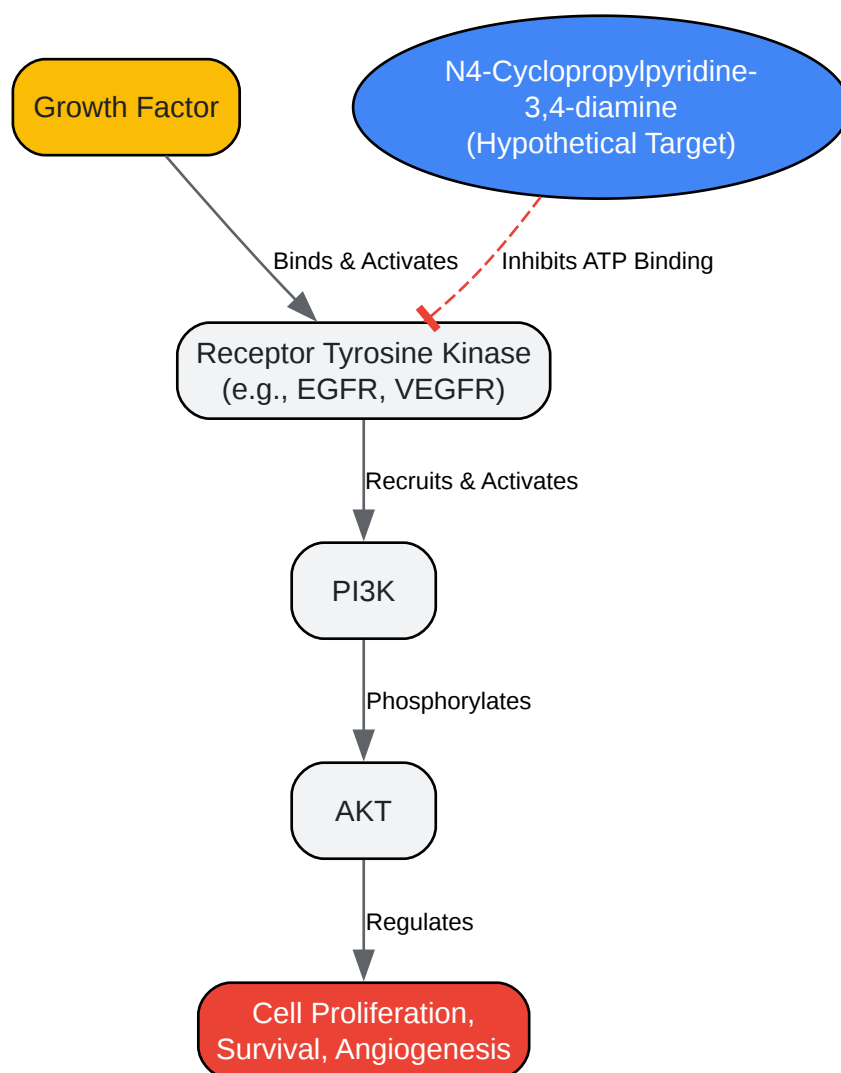 Growth Factor
N4-Cyclopropylpyridine-
3,4-diamine
(Hypothetical Target)
Binds & Activates
Inhibits ATP Binding
Receptor Tyrosine Kinase
(e.g., EGFR, VEGFR)
Recruits & Activates
PI3K
Phosphorylates
AKT
Regulates
Cell Proliferation,
Survival, Angiogenesis